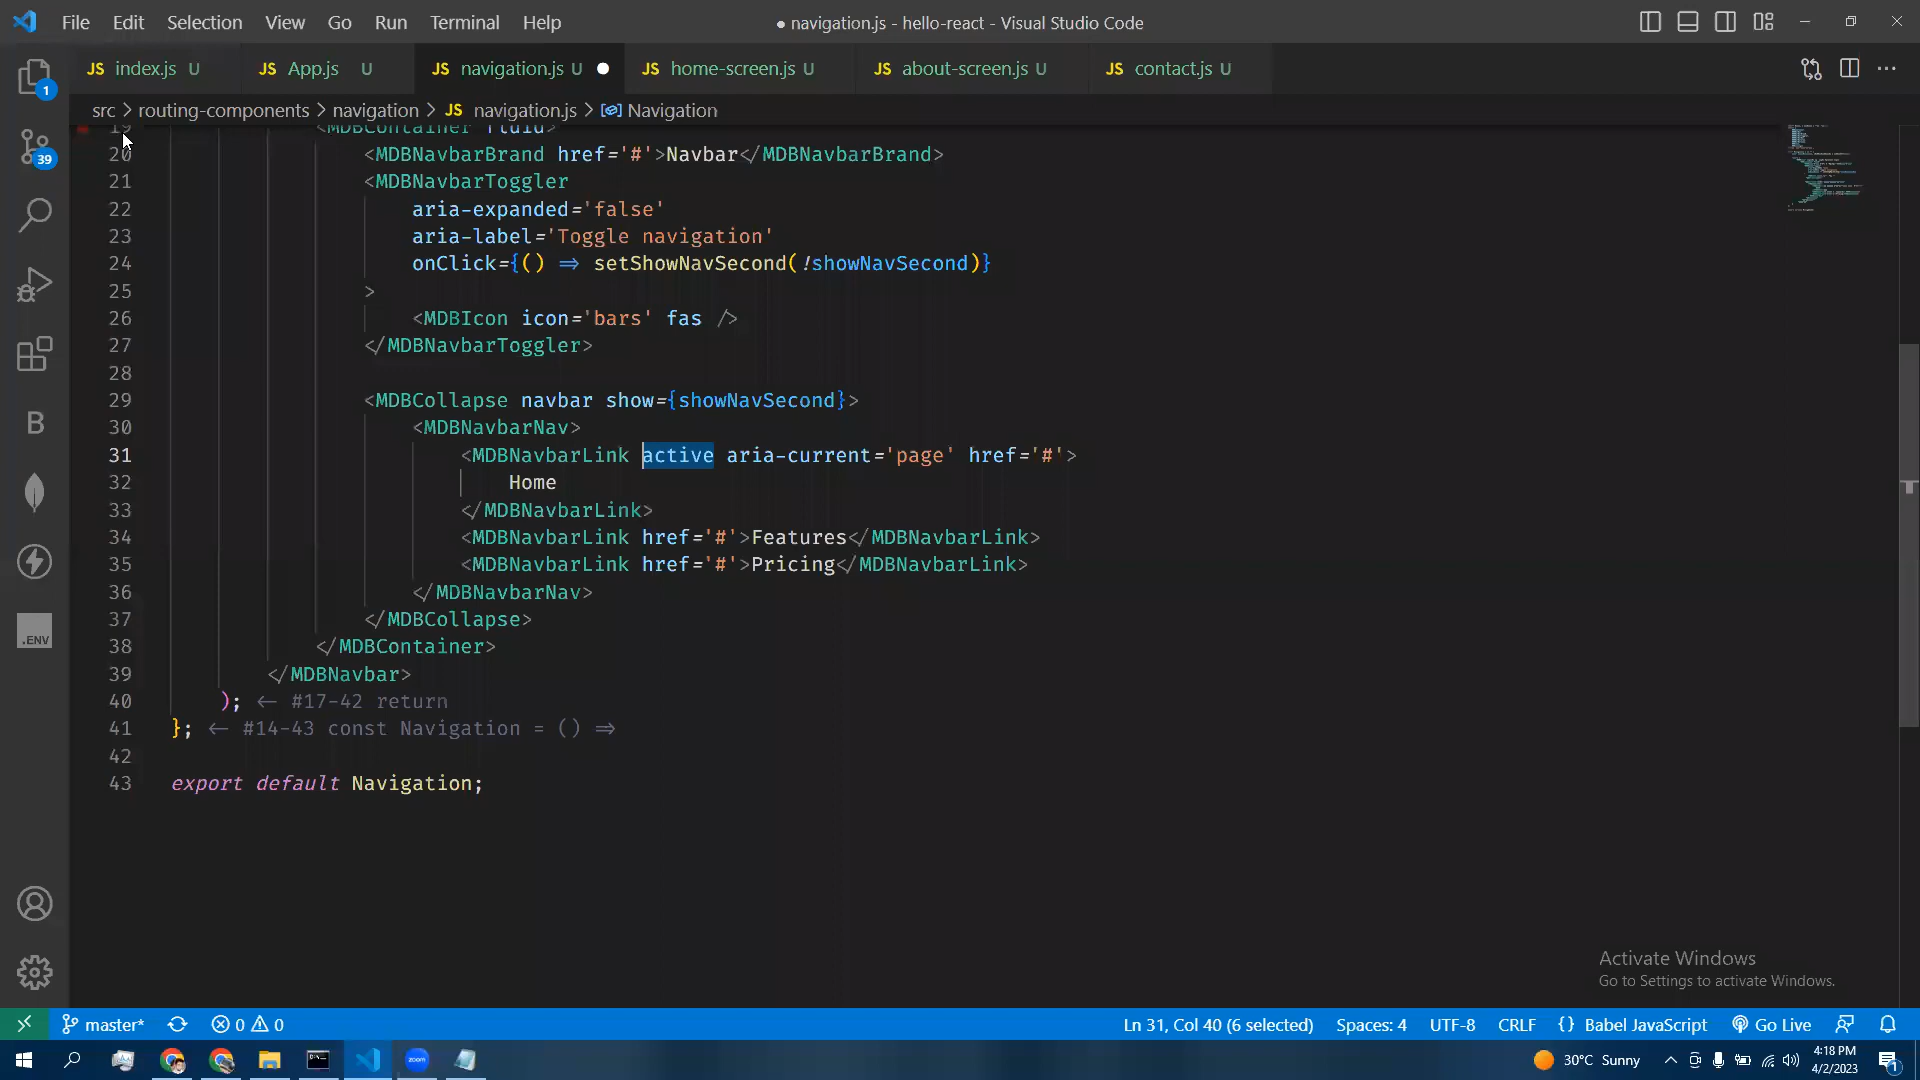 File Edit Selection View Go Run Terminal Help
● navigation.js - hello-react - Visual Studio Code
JS index.js U
JS App.js U
JS navigation.js U ●
JS home-screen.js U
JS about-screen.js U
JS contact.js U
src > routing-components > navigation > JS navigation.js > Navigation
19 <MDBContainer fluid>
20 <MDBNavbarBrand href='#'>Navbar</MDBNavbarBrand>
21 <MDBNavbarToggler
22 aria-expanded='false'
23 aria-label='Toggle navigation'
24 onClick={() => setShowNavSecond(!showNavSecond)}
25 >
26 <MDBIcon icon='bars' fas />
27 </MDBNavbarToggler>
28
29 <MDBCollapse navbar show={showNavSecond}>
30 <MDBNavbarNav>
31 <MDBNavbarLink active aria-current='page' href='#'>
32 Home
33 </MDBNavbarLink>
34 <MDBNavbarLink href='#'>Features</MDBNavbarLink>
35 <MDBNavbarLink href='#'>Pricing</MDBNavbarLink>
36 </MDBNavbarNav>
37 </MDBCollapse>
38 </MDBContainer>
39 </MDBNavbar>
40 ); <- #17-42 return
41 }; <- #14-43 const Navigation = () =>
42
43 export default Navigation;
1
39
B
.ENV
Activate Windows
Go to Settings to activate Windows.
master* 0 0
Ln 31, Col 40 (6 selected) Spaces: 4 UTF-8 CRLF {} Babel JavaScript Go Live
zoom
30°C Sunny
4:18 PM
4/2/2023
1